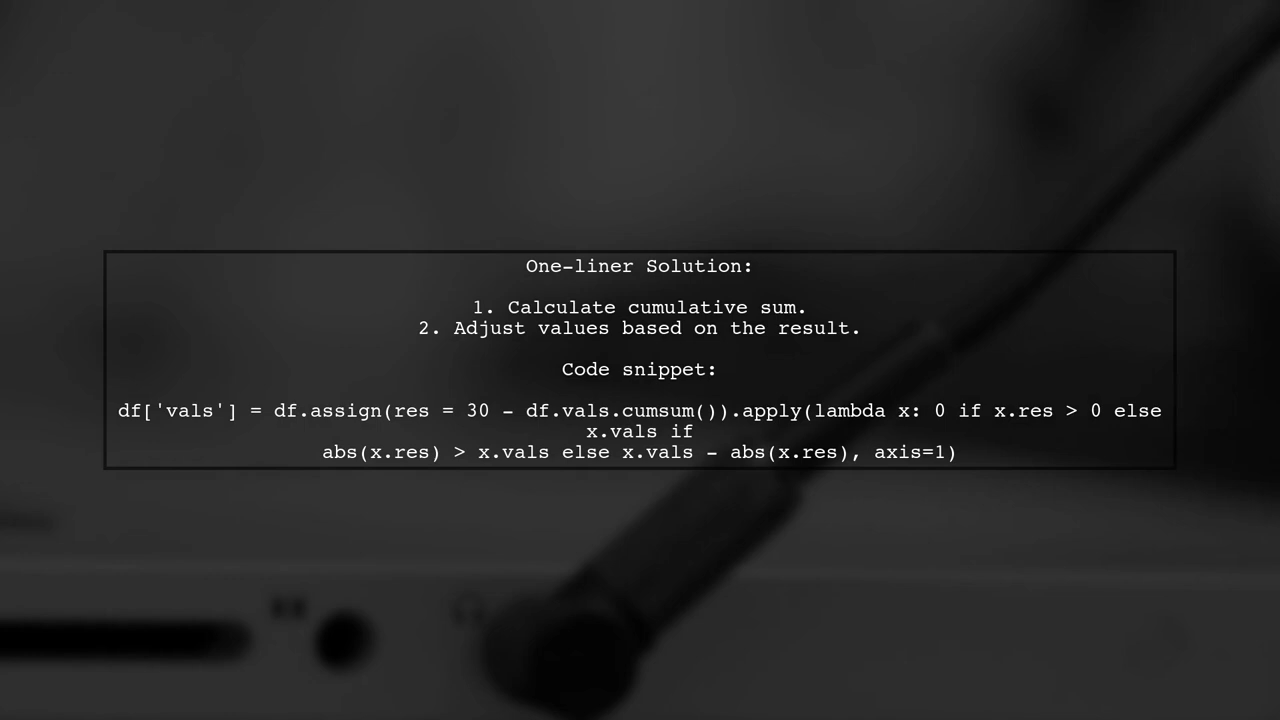 One-liner Solution:
1. Calculate cumulative sum.
2. Adjust values based on the result.
Code snippet:
df['vals'] = df.assign(res = 30 - df.vals.cumsum()).apply(lambda x: 0 if x.res > 0 else
x.vals if
abs(x.res) > x.vals else x.vals - abs(x.res), axis=1)